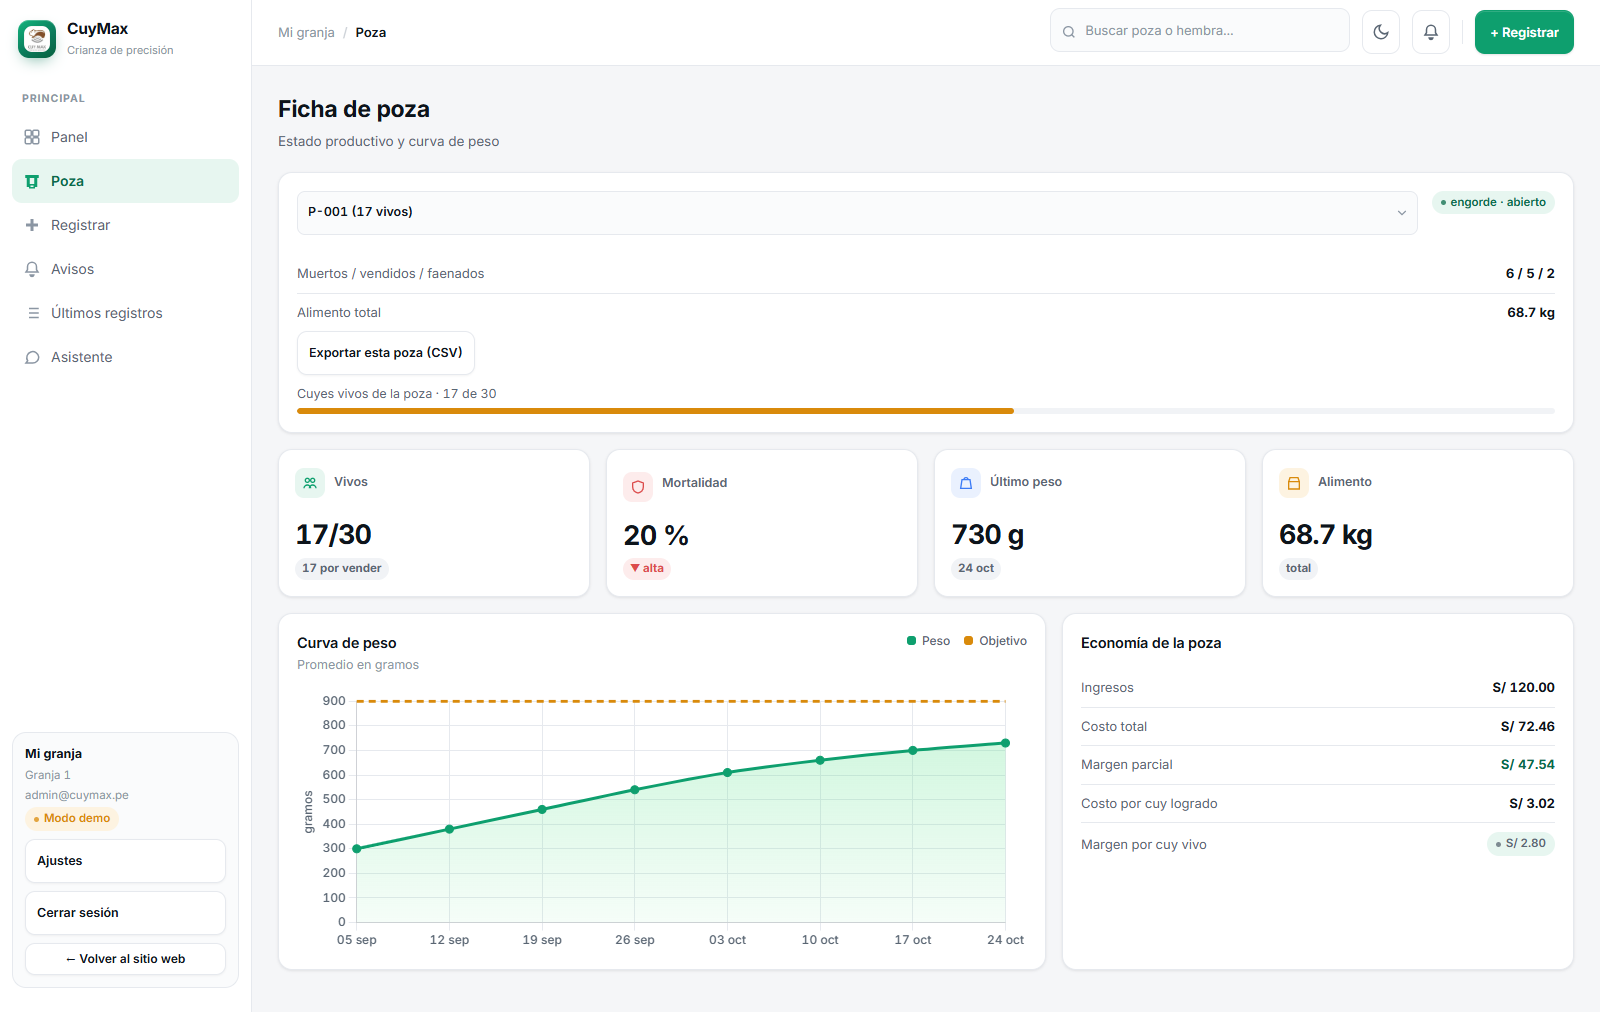 CuyMax
Crianza de precisión
PRINCIPAL
Panel
Poza
Registrar
Avisos
Últimos registros
Asistente
Mi granja
Granja 1
admin@cuymax.pe
Modo demo
Ajustes
Cerrar sesión
← Volver al sitio web
Mi granja / Poza
Buscar poza o hembra...
+ Registrar
Ficha de poza
Estado productivo y curva de peso
P-001 (17 vivos)
engorde · abierto
Muertos / vendidos / faenados 6 / 5 / 2
Alimento total 68.7 kg
Exportar esta poza (CSV)
Cuyes vivos de la poza · 17 de 30
Vivos
17/30
17 por vender
Mortalidad
20 %
▼ alta
Último peso
730 g
24 oct
Alimento
68.7 kg
total
Curva de peso
Promedio en gramos
Peso Objetivo
gramos
900
800
700
600
500
400
300
200
100
0
05 sep 12 sep 19 sep 26 sep 03 oct 10 oct 17 oct 24 oct
Economía de la poza
Ingresos S/ 120.00
Costo total S/ 72.46
Margen parcial S/ 47.54
Costo por cuy logrado S/ 3.02
Margen por cuy vivo S/ 2.80